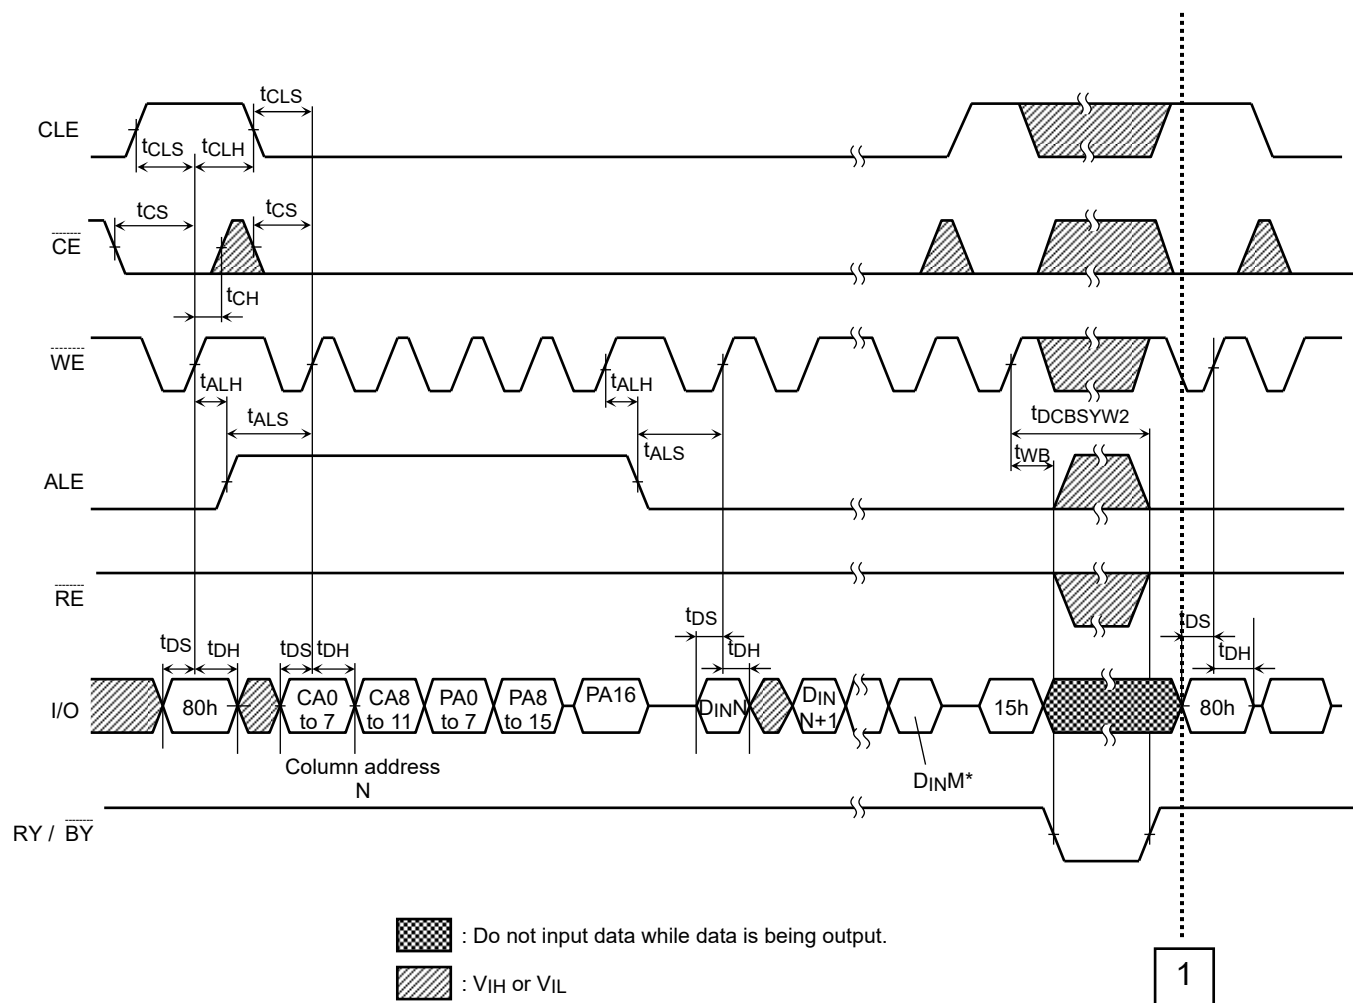 tCLS
CLE
tCLS tCLH
tCS tCS
CE
tCH
WE
tALH tALH
tALS tDCBSYW2
tALS tWB
ALE
RE
tDS tDS
tDS tDH tDS tDH tDH tDH
I/O 80h CA0 to 7 CA8 to 11 PA0 to 7 PA8 to 15 PA16 DINN DIN N+1 15h 80h
Column address
N
DINM*
RY / BY
: Do not input data while data is being output.
: VIH or VIL
1